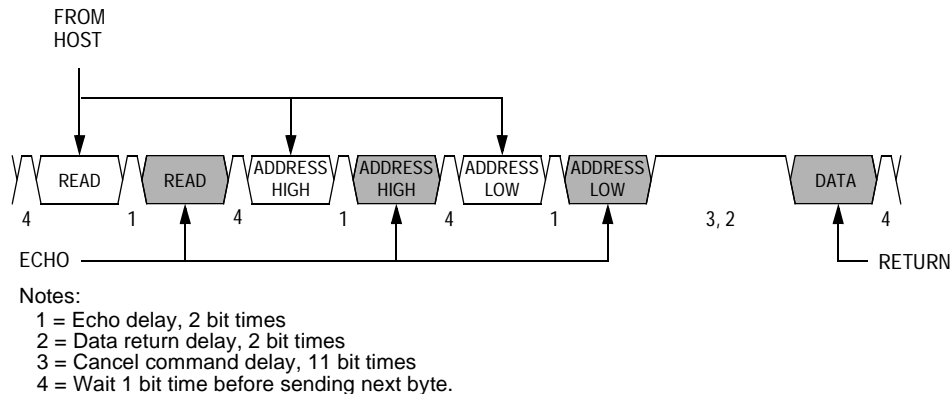 FROM
HOST
READ
READ
ADDRESS
HIGH
ADDRESS
HIGH
ADDRESS
LOW
ADDRESS
LOW
DATA
4
1
4
1
4
1
3, 2
4
ECHO
RETURN
Notes:
1 = Echo delay, 2 bit times
2 = Data return delay, 2 bit times
3 = Cancel command delay, 11 bit times
4 = Wait 1 bit time before sending next byte.